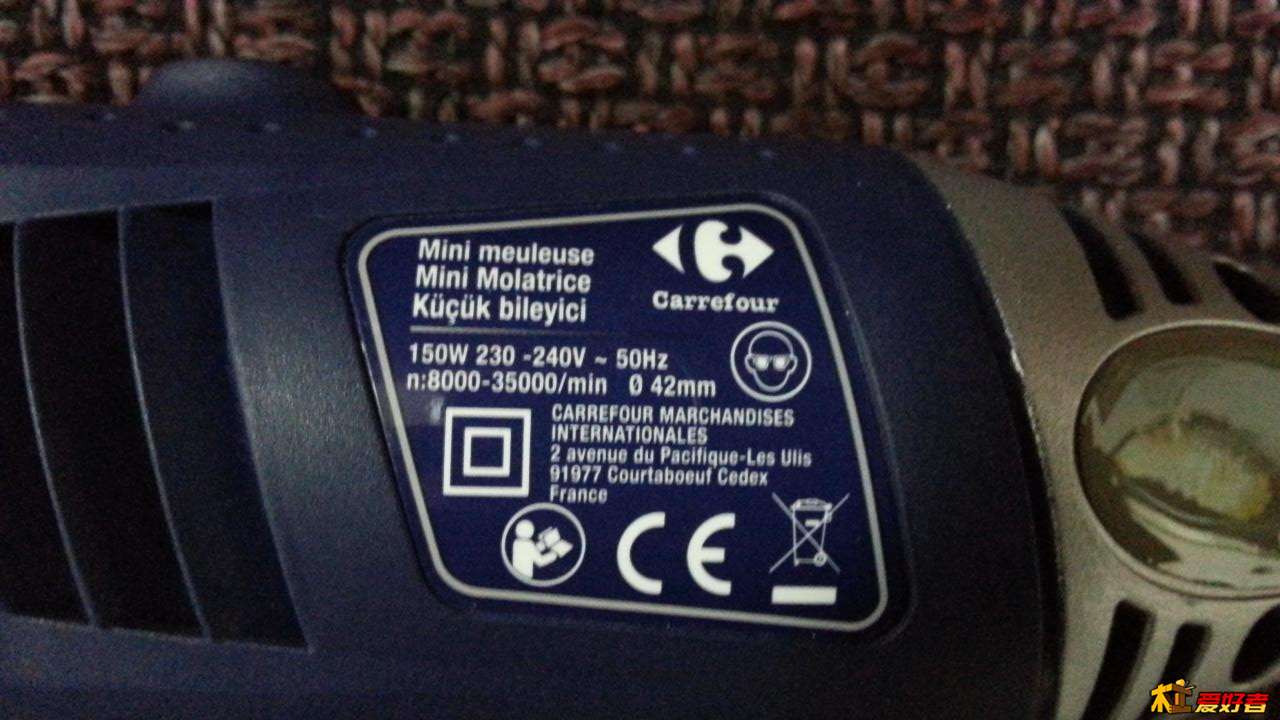 Mini meuleuse
Mini Molatrice
Küçük bileyici
Carrefour
150W 230 -240V ~ 50Hz
n:8000-35000/min Ø 42mm
CARREFOUR MARCHANDISES
INTERNATIONALES
2 avenue du Pacifique-Les Ulis
91977 Courtaboeuf Cedex
France
CE
木工爱好者